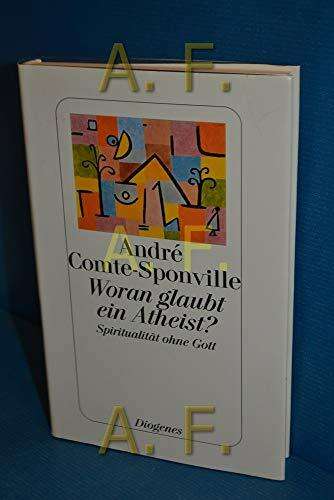 A. F.
André
Comte-Sponville
A. F.
Woran glaubt
ein Atheist?
Spiritualität ohne Gott
Diogenes
A. F.